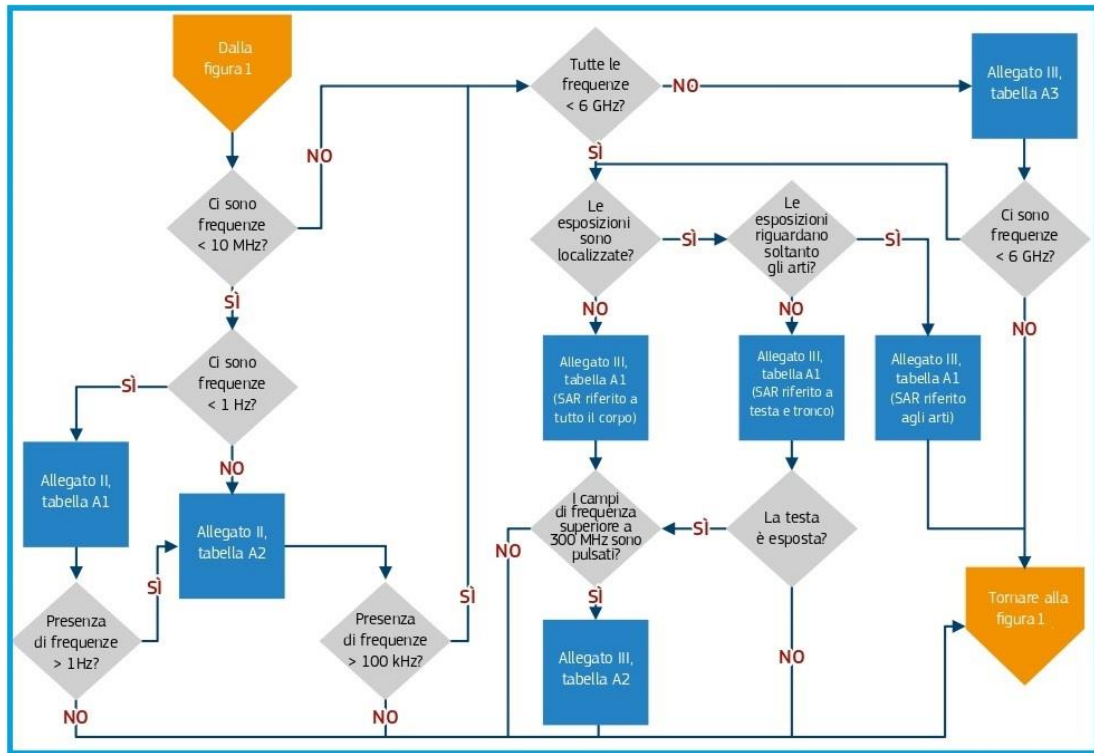 Dalla
figura 1
Tutte le
frequenze
< 6 GHz?
NO
Allegato III,
tabella A3
NO
SÌ
Ci sono
frequenze
< 10 MHz?
Le
esposizioni
sono
localizzate?
SÌ
Le
esposizioni
riguardano
soltanto
gli arti?
SÌ
Ci sono
frequenze
< 6 GHz?
SÌ
NO
NO
NO
Ci sono
frequenze
< 1 Hz?
SÌ
Allegato III,
tabella A1
(SAR riferito a
tutto il corpo)
Allegato III,
tabella A1
(SAR riferito a
testa e tronco)
Allegato III,
tabella A1
(SAR riferito
agli arti)
NO
Allegato II,
tabella A1
Allegato II,
tabella A2
I campi
di frequenza
superiore a
300 MHz sono
pulsati?
SÌ
La testa
è esposta?
NO
SÌ
SÌ
SÌ
Presenza
di frequenze
> 1Hz?
Presenza
di frequenze
> 100 kHz?
Allegato III,
tabella A2
Tornare alla
figura 1
NO
NO
NO